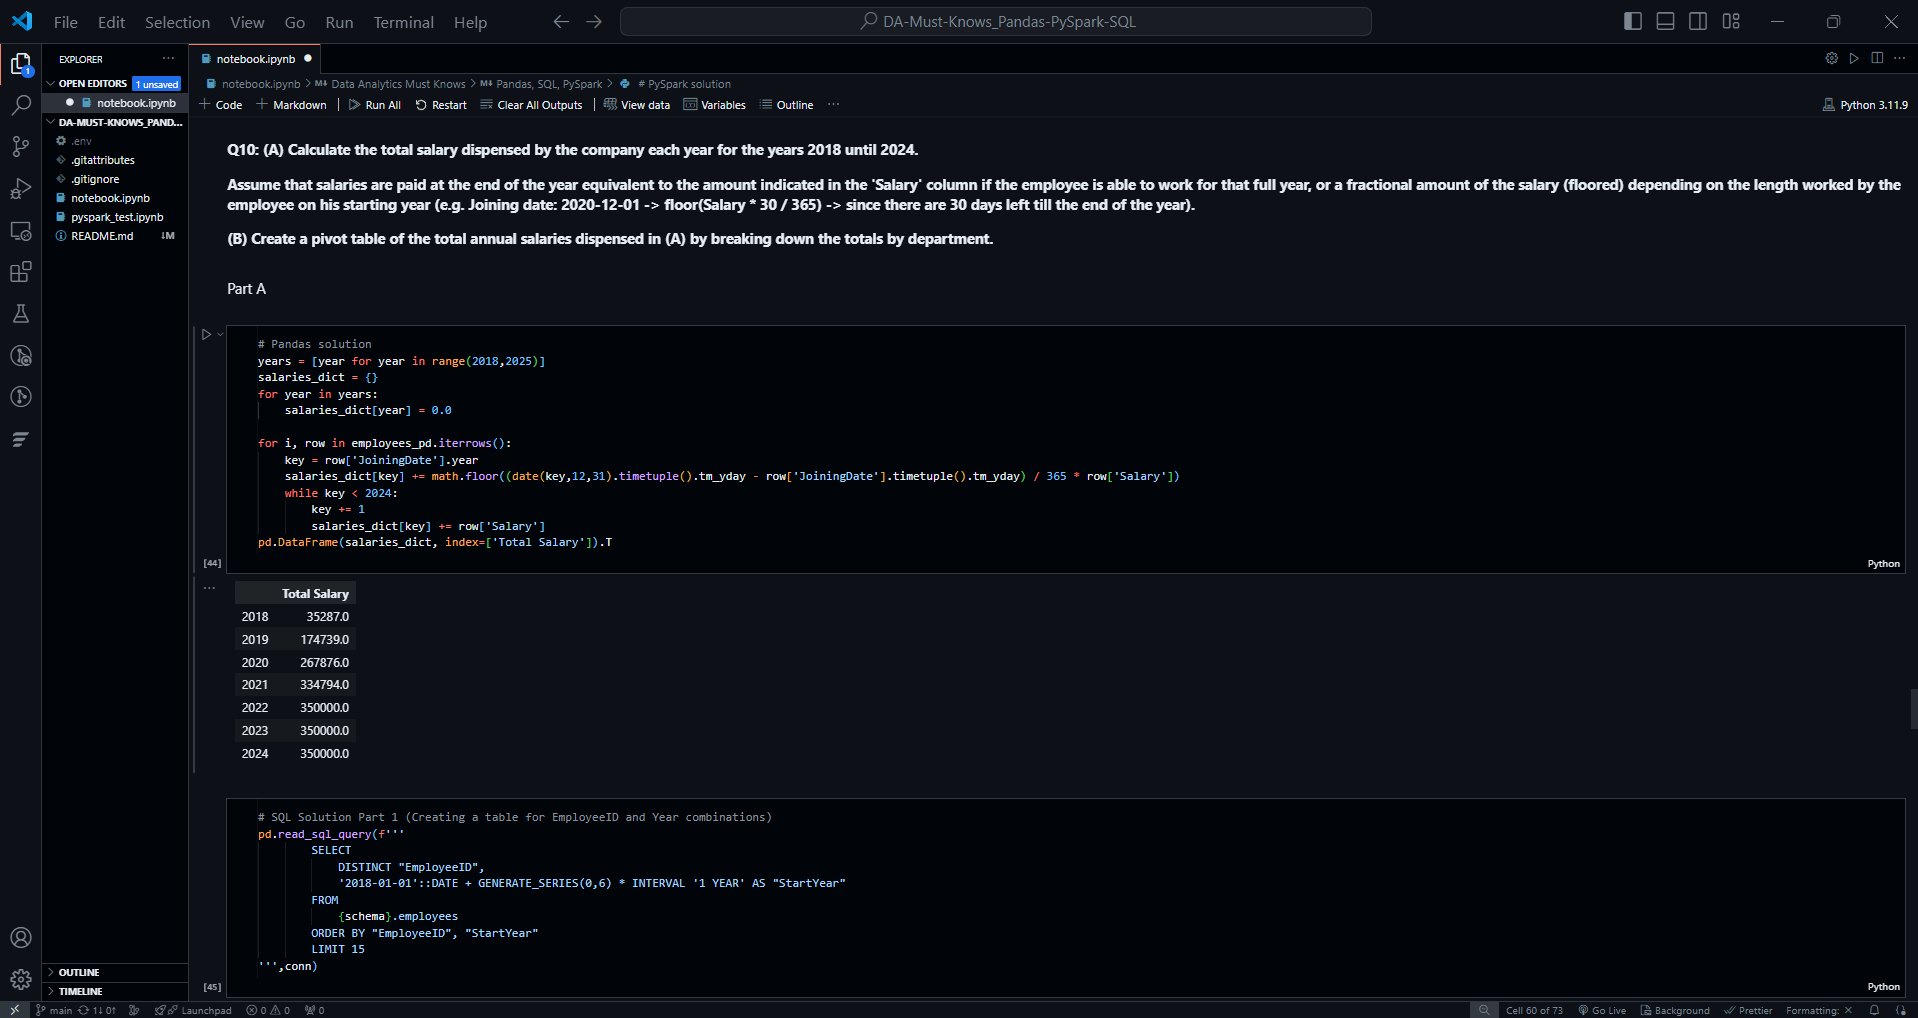 File Edit Selection View Go Run Terminal Help
DA-Must-Knows_Pandas-PySpark-SQL
EXPLORER
notebook.ipynb
OPEN EDITORS 1 unsaved
notebook.ipynb
DA-MUST-KNOWS_PAND...
.env
.gitattributes
.gitignore
notebook.ipynb
pyspark_test.ipynb
README.md ↓M
OUTLINE
TIMELINE
1
notebook.ipynb > M↓ Data Analytics Must Knows > M↓ Pandas, SQL, PySpark > # PySpark solution
+ Code + Markdown Run All Restart Clear All Outputs View data Variables Outline ...
Python 3.11.9
Q10: (A) Calculate the total salary dispensed by the company each year for the years 2018 until 2024.
Assume that salaries are paid at the end of the year equivalent to the amount indicated in the 'Salary' column if the employee is able to work for that full year, or a fractional amount of the salary (floored) depending on the length worked by the
employee on his starting year (e.g. Joining date: 2020-12-01 -> floor(Salary * 30 / 365) -> since there are 30 days left till the end of the year).
(B) Create a pivot table of the total annual salaries dispensed in (A) by breaking down the totals by department.
Part A
# Pandas solution
years = [year for year in range(2018,2025)]
salaries_dict = {}
for year in years:
salaries_dict[year] = 0.0
for i, row in employees_pd.iterrows():
key = row['JoiningDate'].year
salaries_dict[key] += math.floor((date(key,12,31).timetuple().tm_yday - row['JoiningDate'].timetuple().tm_yday) / 365 * row['Salary'])
while key < 2024:
key += 1
salaries_dict[key] += row['Salary']
pd.DataFrame(salaries_dict, index=['Total Salary']).T
[44]
Python
Total Salary
2018 35287.0
2019 174739.0
2020 267876.0
2021 334794.0
2022 350000.0
2023 350000.0
2024 350000.0
# SQL Solution Part 1 (Creating a table for EmployeeID and Year combinations)
pd.read_sql_query(f'''
SELECT
DISTINCT "EmployeeID",
'2018-01-01'::DATE + GENERATE_SERIES(0,6) * INTERVAL '1 YEAR' AS "StartYear"
FROM
{schema}.employees
ORDER BY "EmployeeID", "StartYear"
LIMIT 15
''',conn)
[45]
Python
main 1↓ 0↑ Launchpad 0 0 0
Cell 60 of 73 Go Live Background Prettier Formatting: ×